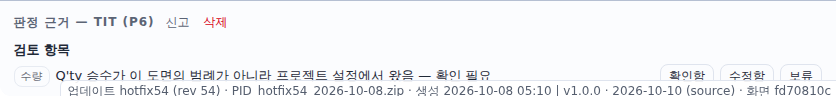 판정 근거 — TIT (P6) 신고 삭제
검토 항목
수량 Q'ty 승수가 이 도면의 범례가 아니라 프로젝트 설정에서 왔음 — 확인 필요 확인함 수정함 보류
업데이트 hotfix54 (rev 54) · PID_hotfix54_2026-10-08.zip · 생성 2026-10-08 05:10 | v1.0.0 · 2026-10-10 (source) · 화면 fd70810c